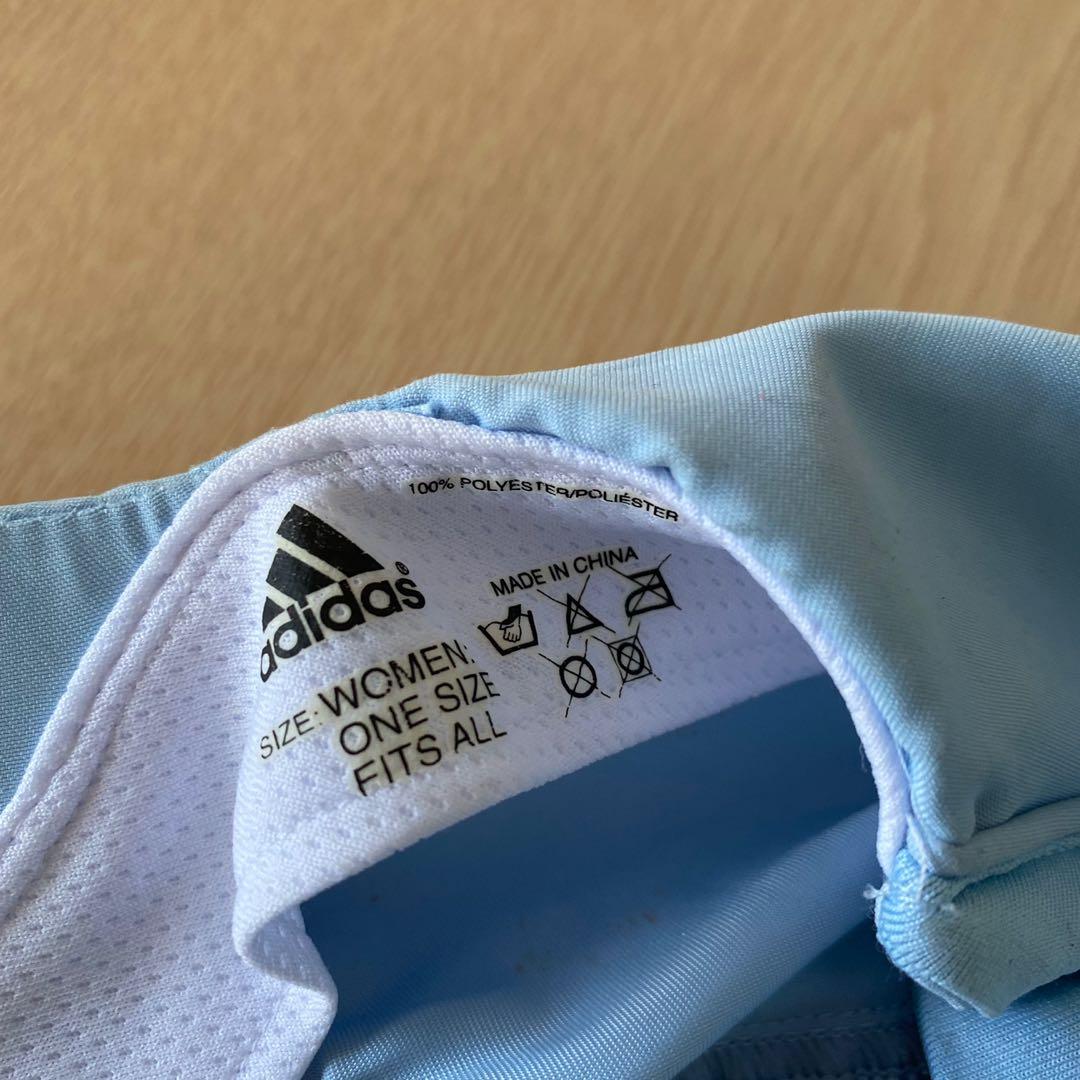 100% POLYESTER/POLIÉSTER
adidas®
MADE IN CHINA
SIZE: WOMEN:
ONE SIZE
FITS ALL